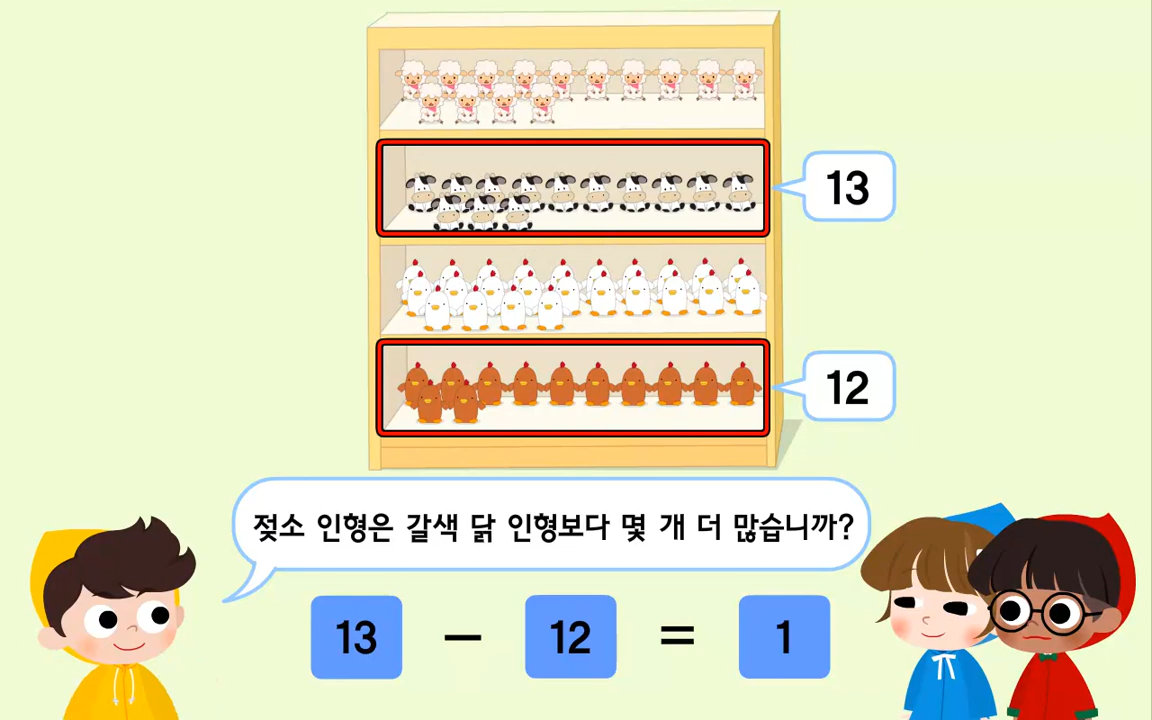 13
12
젖소 인형은 갈색 닭 인형보다 몇 개 더 많습니까?
13 - 12 = 1